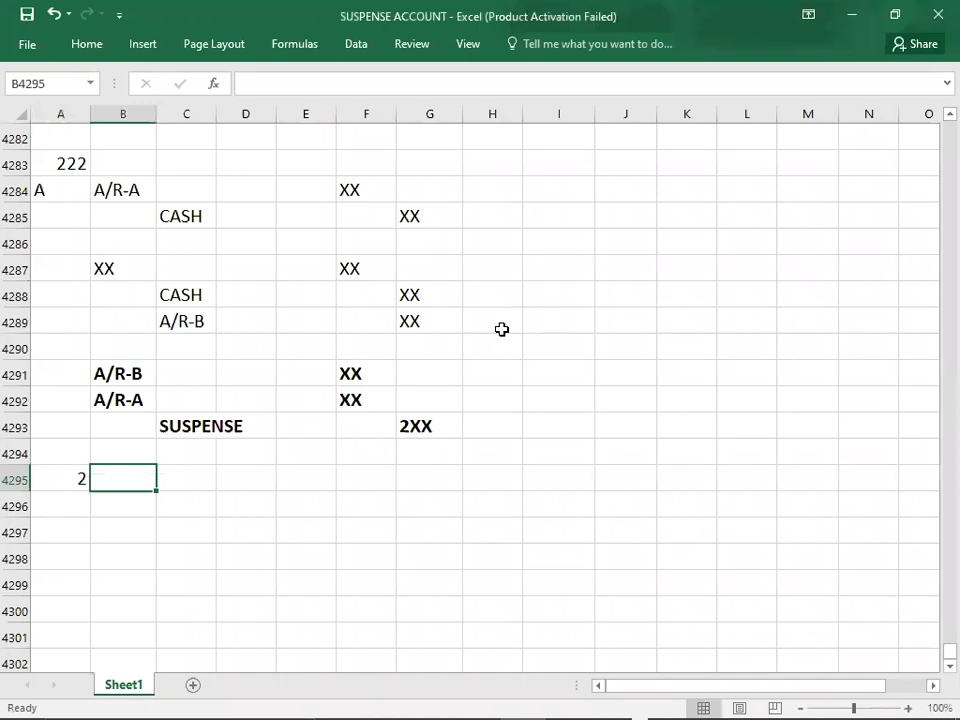 SUSPENSE ACCOUNT - Excel (Product Activation Failed)
File Home Insert Page Layout Formulas Data Review View Tell me what you want to do... Share
B4295 fx
A B C D E F G H I J K L M N O
4282
4283 222
4284 A A/R-A XX
4285 CASH XX
4286
4287 XX XX
4288 CASH XX
4289 A/R-B XX
4290
4291 A/R-B XX
4292 A/R-A XX
4293 SUSPENSE 2XX
4294
4295 2
4296
4297
4298
4299
4300
4301
4302
Sheet1
Ready 100%